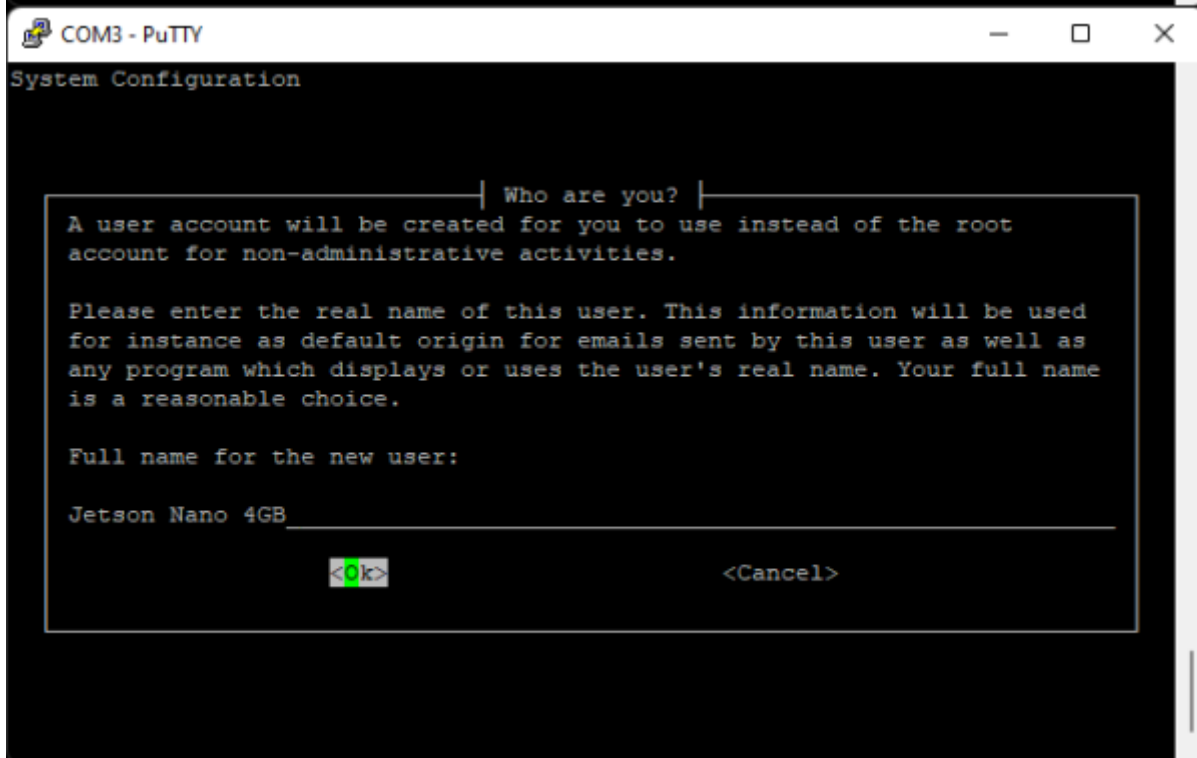 COM3 - PuTTY
System Configuration
Who are you?
A user account will be created for you to use instead of the root
account for non-administrative activities.
Please enter the real name of this user. This information will be used
for instance as default origin for emails sent by this user as well as
any program which displays or uses the user's real name. Your full name
is a reasonable choice.
Full name for the new user:
Jetson Nano 4GB
<Ok> <Cancel>